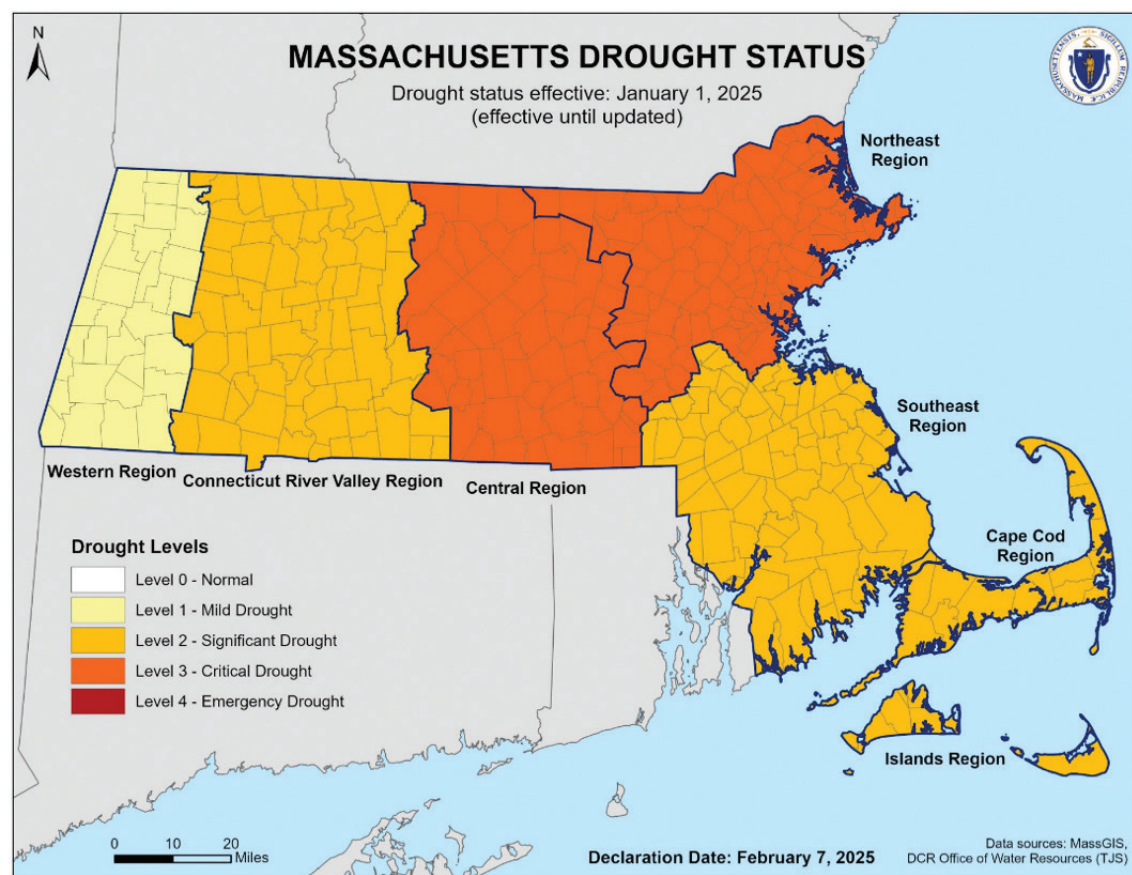 N
MASSACHUSETTS DROUGHT STATUS
Drought status effective: January 1, 2025
(effective until updated)
Northeast
Region
Southeast
Region
Cape Cod
Region
Western Region
Connecticut River Valley Region
Central Region
Islands Region
Drought Levels
Level 0 - Normal
Level 1 - Mild Drought
Level 2 - Significant Drought
Level 3 - Critical Drought
Level 4 - Emergency Drought
0 10 20
Miles
Declaration Date: February 7, 2025
Data sources: MassGIS,
DCR Office of Water Resources (TJS)